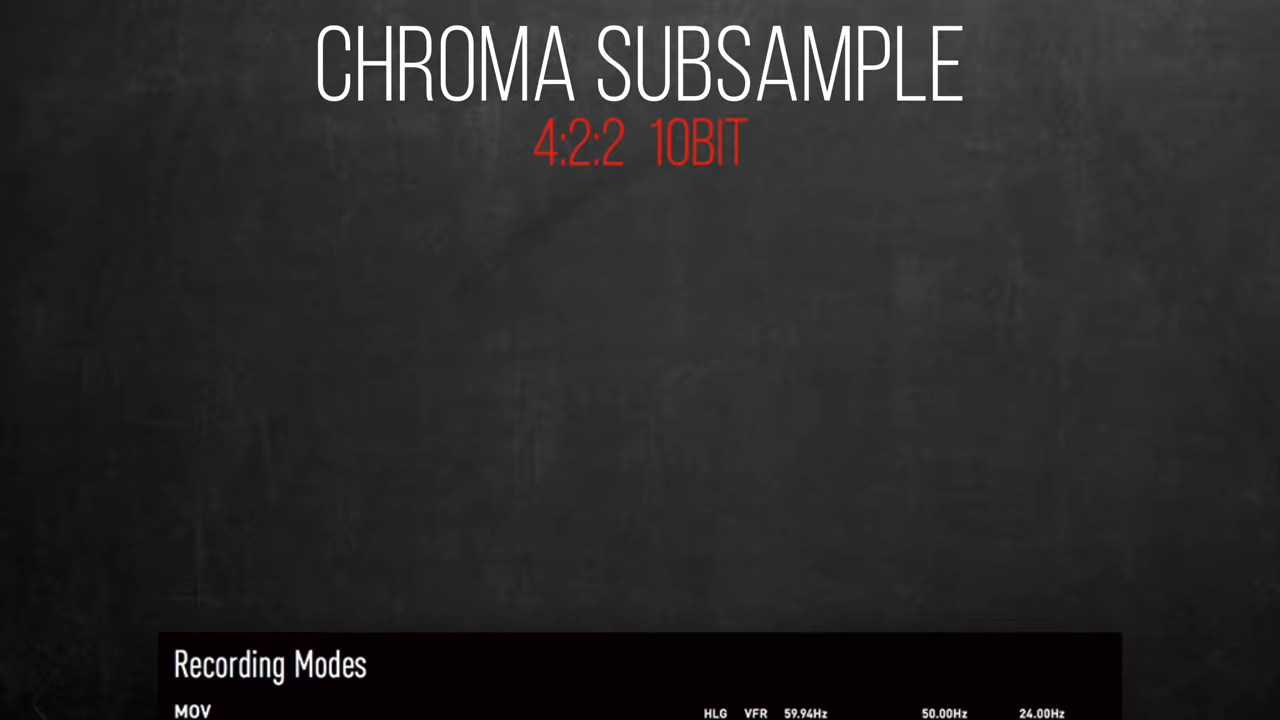 CHROMA SUBSAMPLE
4:2:2 10BIT
Recording Modes
MOV HLG VFR 59.94Hz 50.00Hz 24.00Hz